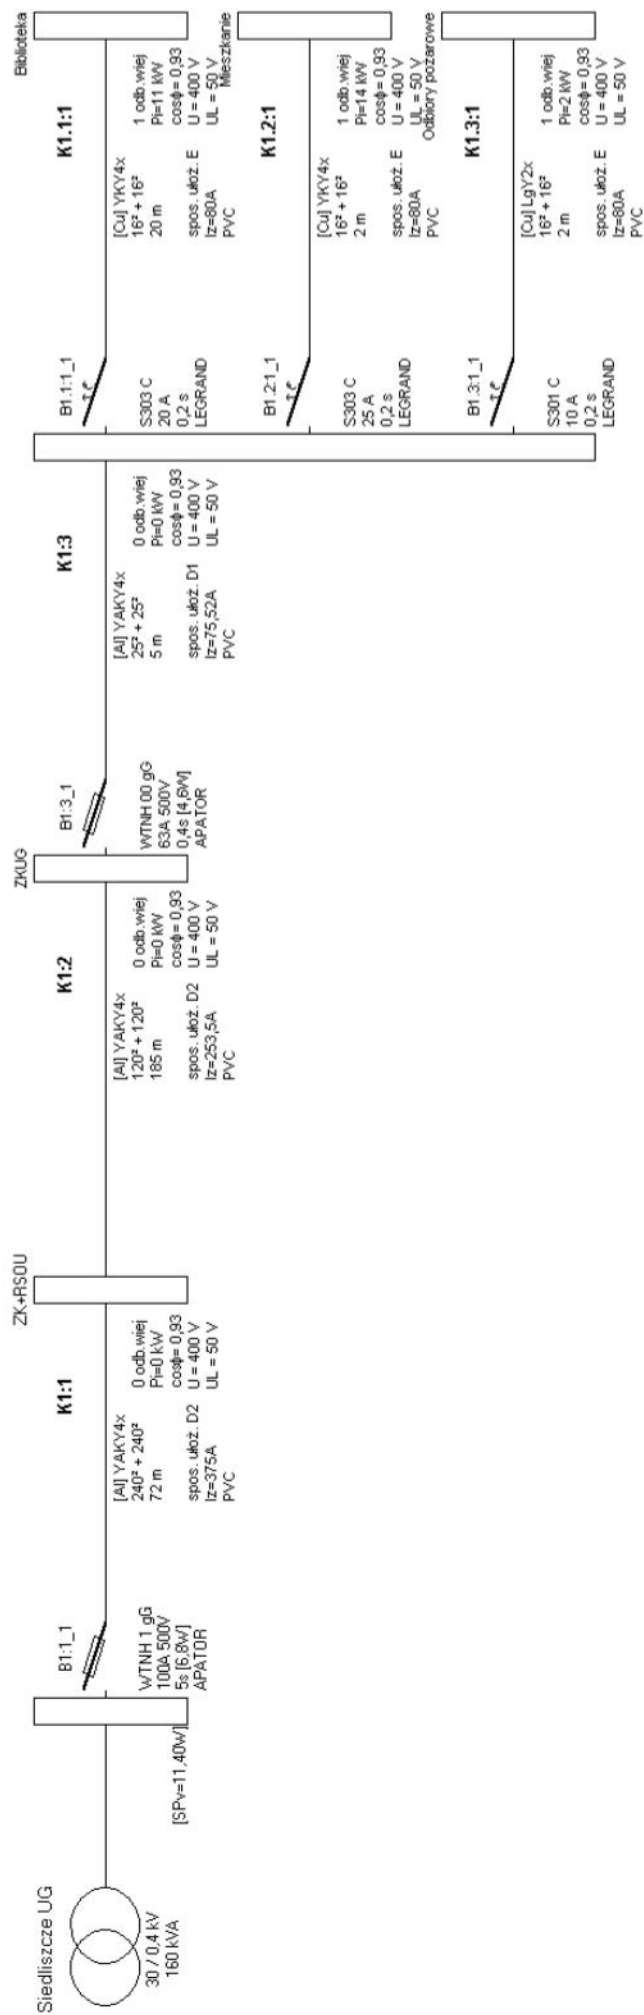 Siedliszcze UG
30 / 0,4 kV
160 kVA
[SPv=11,40W]
B1:1_1
WTNH 1 gG
100A 500V
5s [6,8W]
APATOR
K1:1
[Al] YAKY4x
240² + 240²
72 m
spos. ułoż. D2
Iz=375A
PVC
0 odb.wiej
Pi=0 kW
cosϕ= 0,93
U = 400 V
UL = 50 V
ZK+RSOU
K1:2
[Al] YAKY4x
120² + 120²
185 m
spos. ułoż. D2
Iz=253,5A
PVC
0 odb.wiej
Pi=0 kW
cosϕ= 0,93
U = 400 V
UL = 50 V
ZKUG
B1:3_1
WTNH 00 gG
63A 500V
0,4s [4,6W]
APATOR
K1:3
[Al] YAKY4x
25² + 25²
5 m
spos. ułoż. D1
Iz=75,52A
PVC
0 odb.wiej
Pi=0 kW
cosϕ= 0,93
U = 400 V
UL = 50 V
B1.1:1_1
S303 C
20 A
0,2 s
LEGRAND
K1.1:1
[Cu] YKY4x
16² + 16²
20 m
spos. ułoż. E
Iz=80A
PVC
1 odb.wiej
Pi=11 kW
cosϕ= 0,93
U = 400 V
UL = 50 V
Biblioteka
B1.2:1_1
S303 C
25 A
0,2 s
LEGRAND
K1.2:1
[Cu] YKY4x
16² + 16²
2 m
spos. ułoż. E
Iz=80A
PVC
1 odb.wiej
Pi=14 kW
cosϕ= 0,93
U = 400 V
UL = 50 V
Mieszkanie
B1.3:1_1
S301 C
10 A
0,2 s
LEGRAND
K1.3:1
[Cu] LgY2x
16² + 16²
2 m
spos. ułoż. E
Iz=80A
PVC
1 odb.wiej
Pi=2 kW
cosϕ= 0,93
U = 400 V
UL = 50 V
Odbiory pożarowe